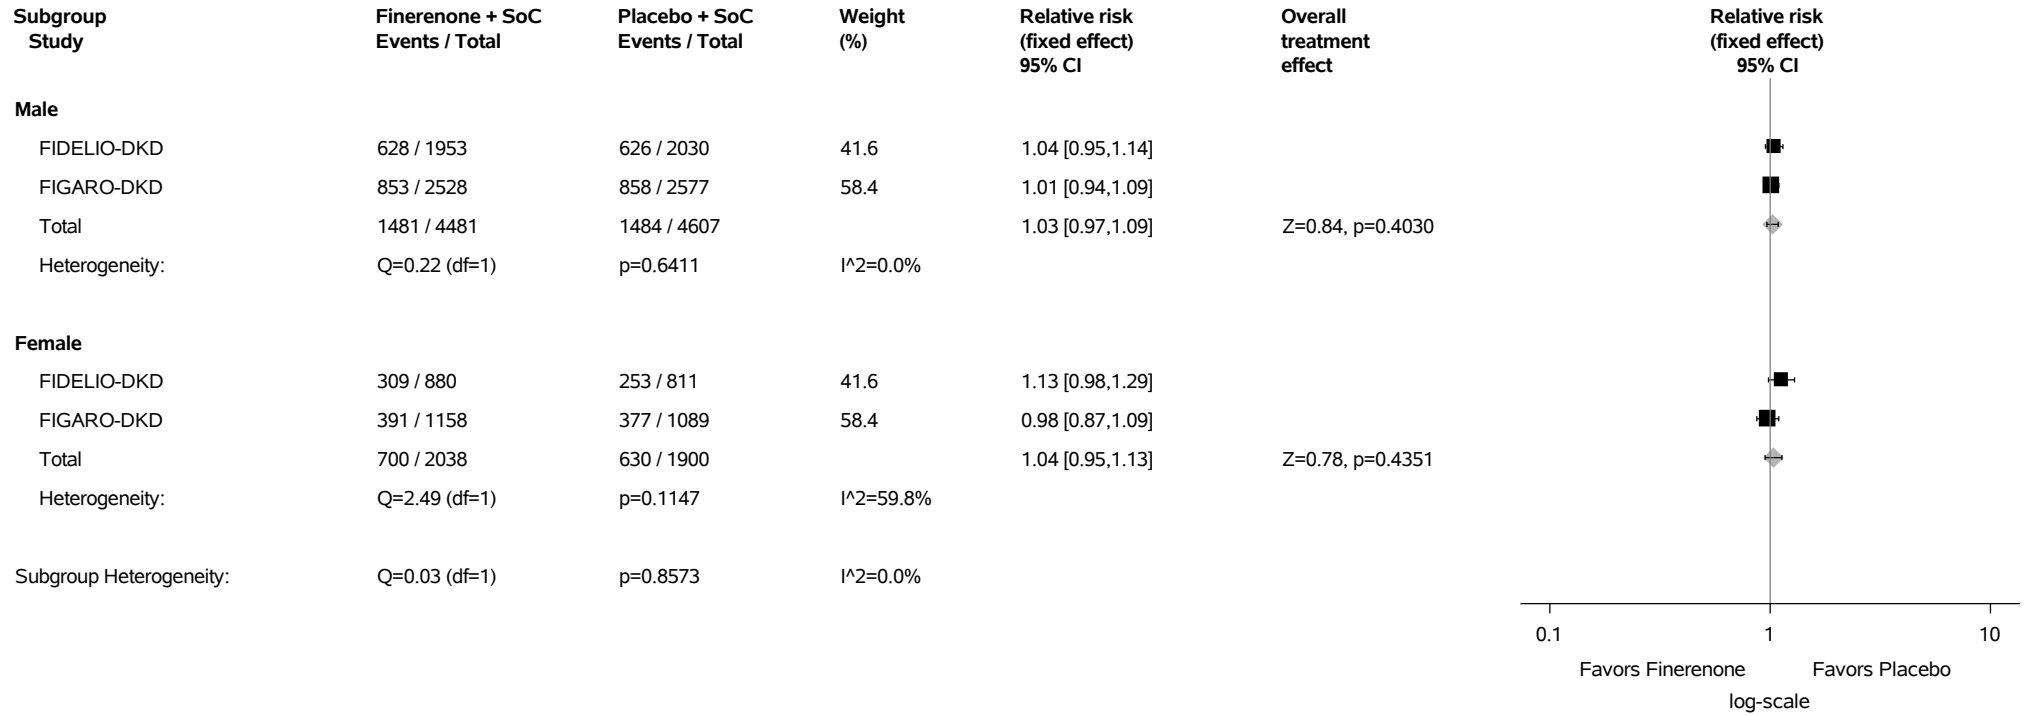 Subgroup Finerenone + SoC Placebo + SoC Weight Relative risk Overall Relative risk
Study Events / Total Events / Total (%) (fixed effect) treatment (fixed effect)
95% CI effect 95% CI
Male
FIDELIO-DKD 628 / 1953 626 / 2030 41.6 1.04 [0.95,1.14]
FIGARO-DKD 853 / 2528 858 / 2577 58.4 1.01 [0.94,1.09]
Total 1481 / 4481 1484 / 4607 1.03 [0.97,1.09] Z=0.84, p=0.4030
Heterogeneity: Q=0.22 (df=1) p=0.6411 I^2=0.0%
Female
FIDELIO-DKD 309 / 880 253 / 811 41.6 1.13 [0.98,1.29]
FIGARO-DKD 391 / 1158 377 / 1089 58.4 0.98 [0.87,1.09]
Total 700 / 2038 630 / 1900 1.04 [0.95,1.13] Z=0.78, p=0.4351
Heterogeneity: Q=2.49 (df=1) p=0.1147 I^2=59.8%
Subgroup Heterogeneity: Q=0.03 (df=1) p=0.8573 I^2=0.0%
0.1 1 10
Favors Finerenone Favors Placebo
log-scale